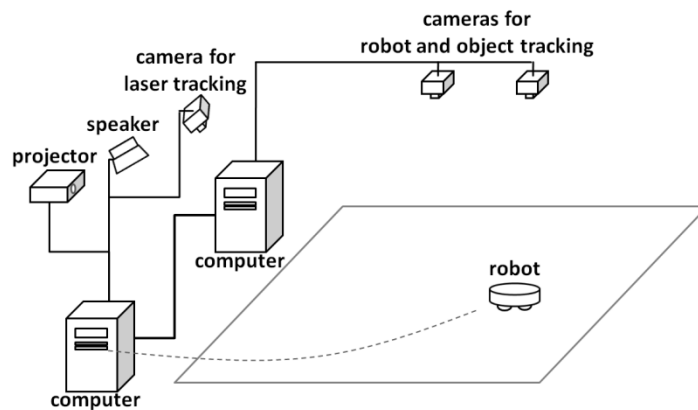 cameras for
robot and object tracking
camera for
laser tracking
speaker
projector
computer
robot
computer